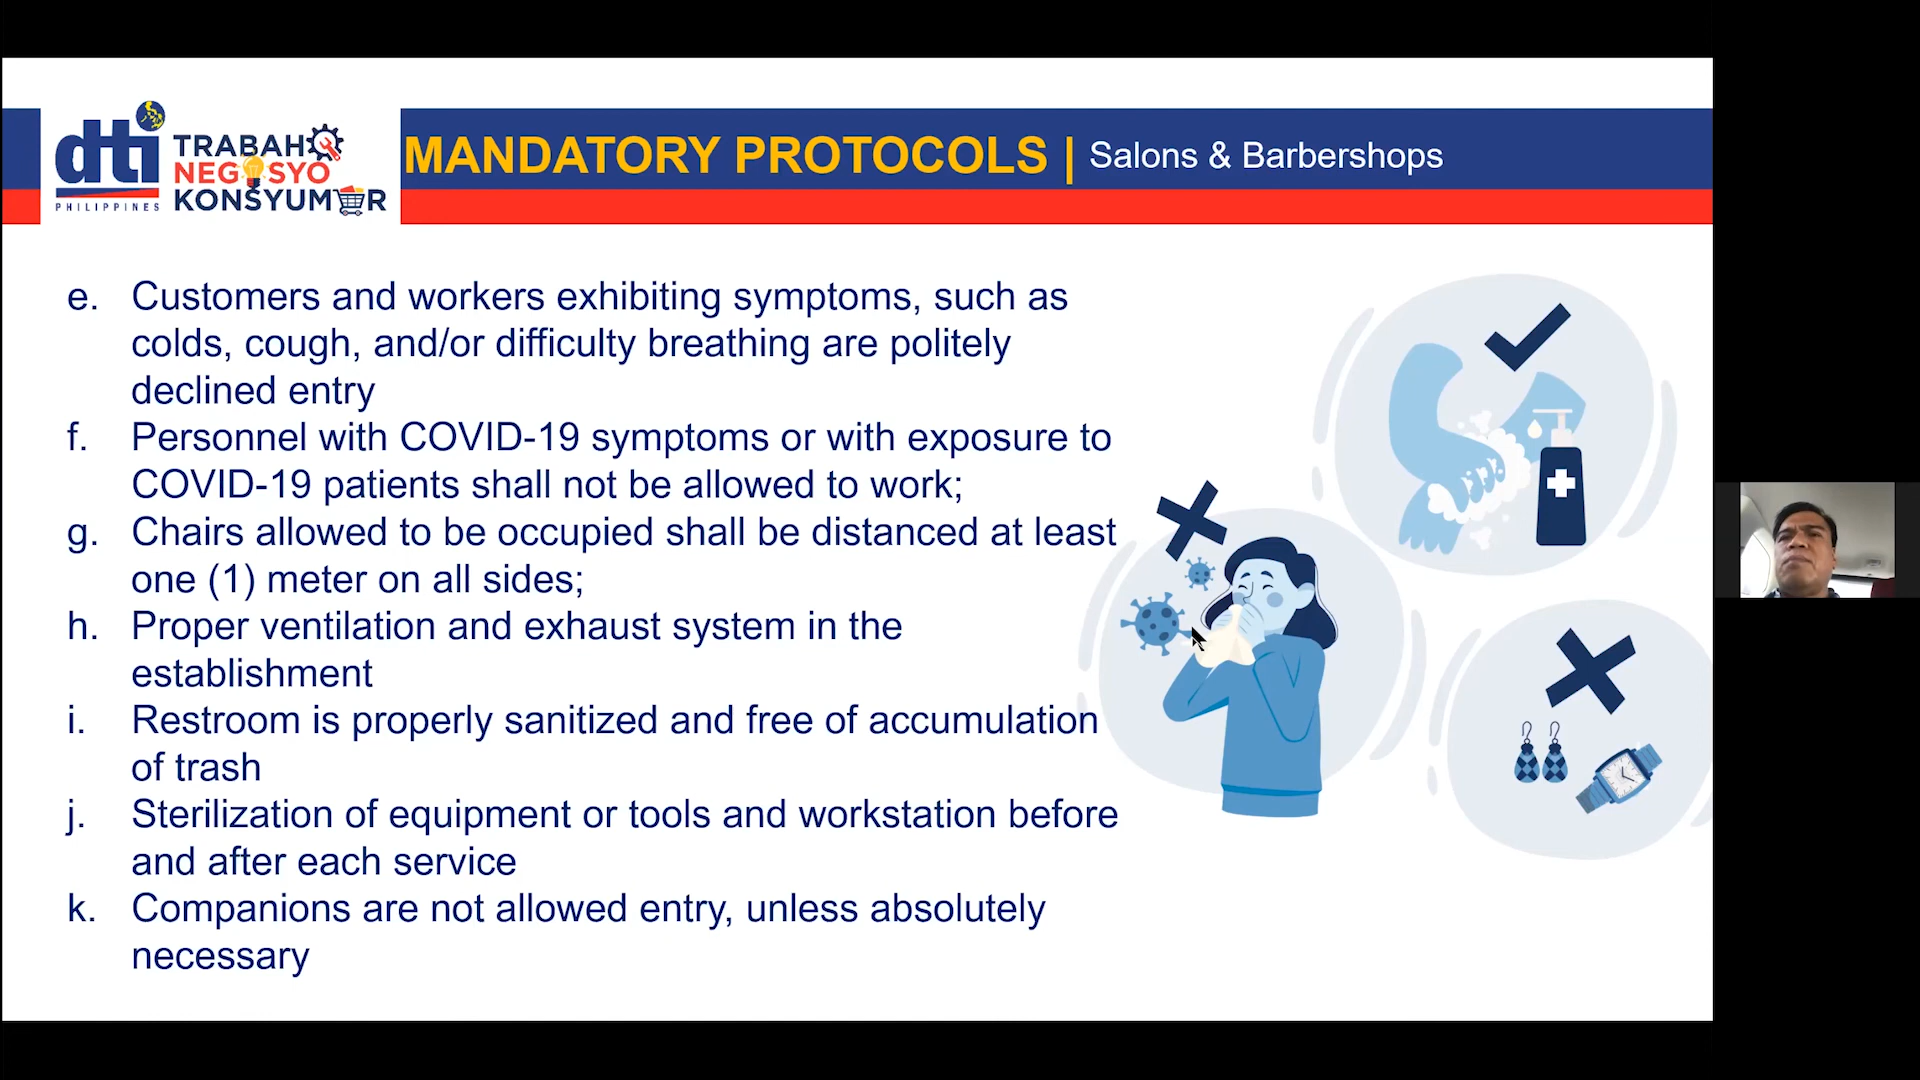 dti
PHILIPPINES
TRABAHO
NEGOSYO
KONSYUMER
MANDATORY PROTOCOLS | Salons & Barbershops
e. Customers and workers exhibiting symptoms, such as
colds, cough, and/or difficulty breathing are politely
declined entry
f. Personnel with COVID-19 symptoms or with exposure to
COVID-19 patients shall not be allowed to work;
g. Chairs allowed to be occupied shall be distanced at least
one (1) meter on all sides;
h. Proper ventilation and exhaust system in the
establishment
i. Restroom is properly sanitized and free of accumulation
of trash
j. Sterilization of equipment or tools and workstation before
and after each service
k. Companions are not allowed entry, unless absolutely
necessary